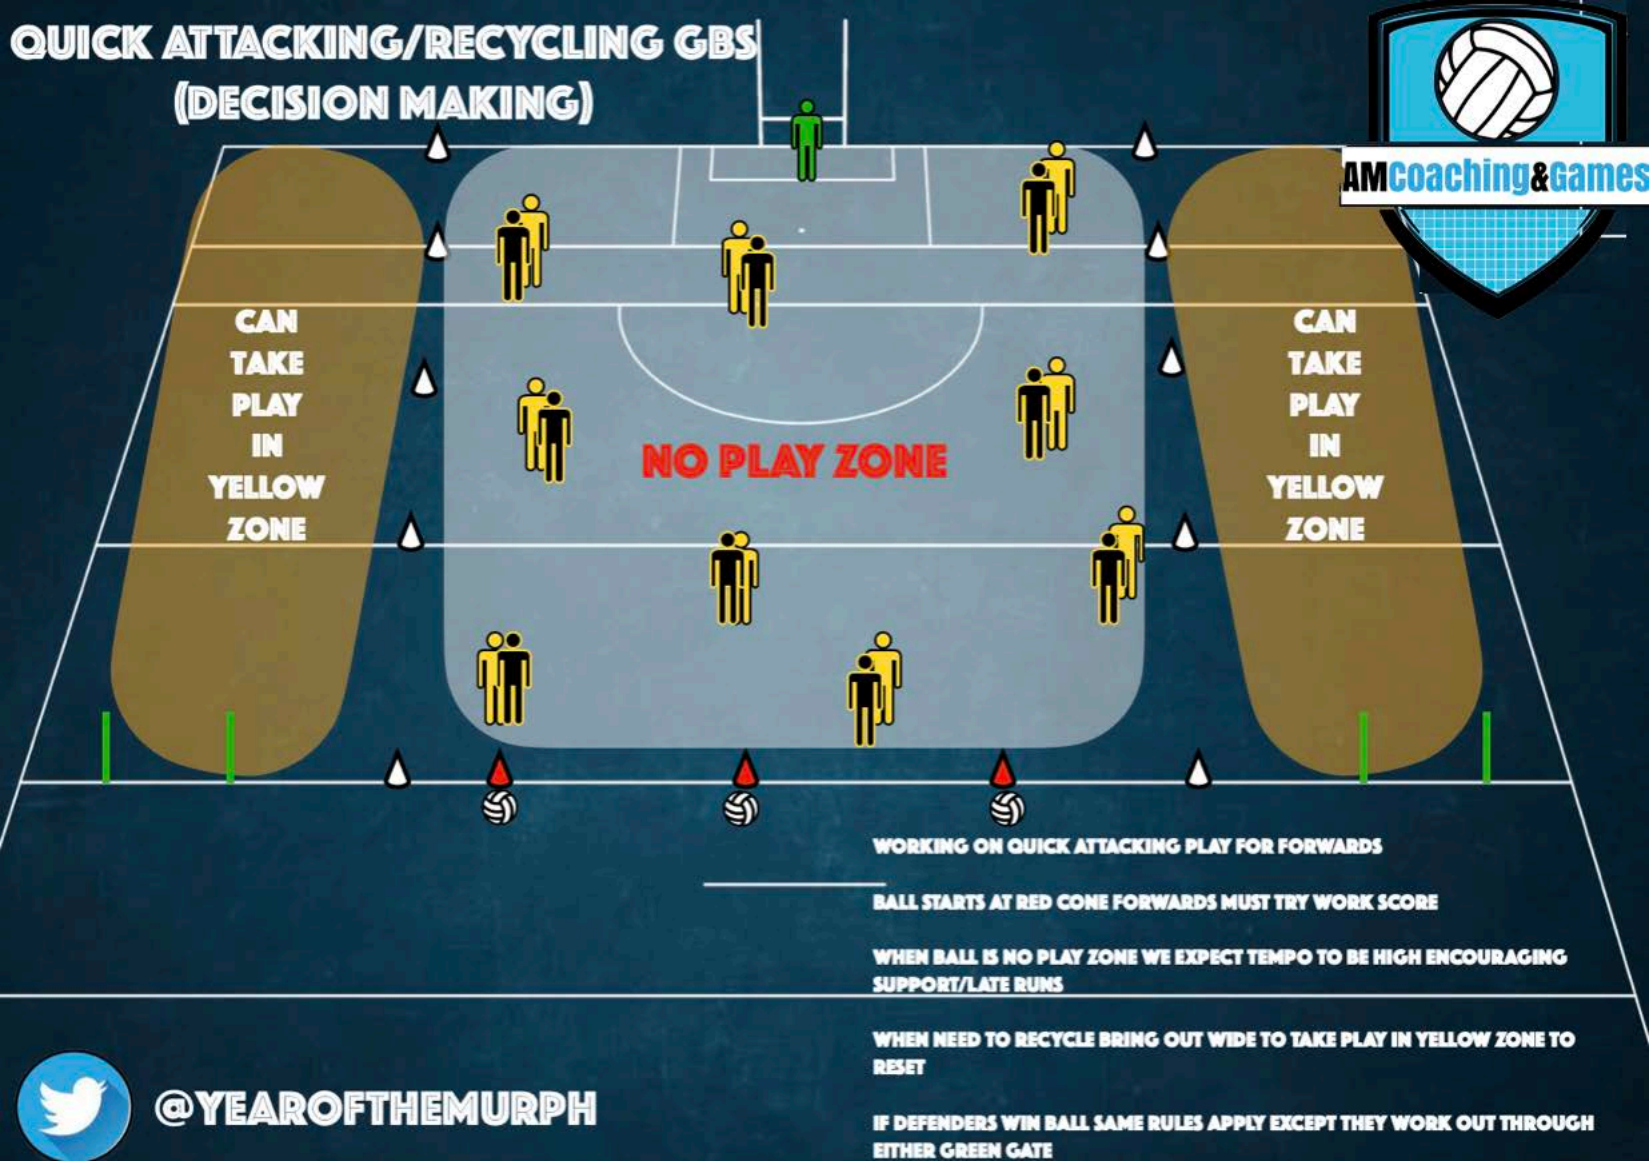 QUICK ATTACKING/RECYCLING GBS
(DECISION MAKING)
AMCoaching&Games
CAN
TAKE
PLAY
IN
YELLOW
ZONE
NO PLAY ZONE
CAN
TAKE
PLAY
IN
YELLOW
ZONE
WORKING ON QUICK ATTACKING PLAY FOR FORWARDS
BALL STARTS AT RED CONE FORWARDS MUST TRY WORK SCORE
WHEN BALL IS NO PLAY ZONE WE EXPECT TEMPO TO BE HIGH ENCOURAGING
SUPPORT/LATE RUNS
WHEN NEED TO RECYCLE BRING OUT WIDE TO TAKE PLAY IN YELLOW ZONE TO
RESET
IF DEFENDERS WIN BALL SAME RULES APPLY EXCEPT THEY WORK OUT THROUGH
EITHER GREEN GATE
@YEAROFTHEMURPH